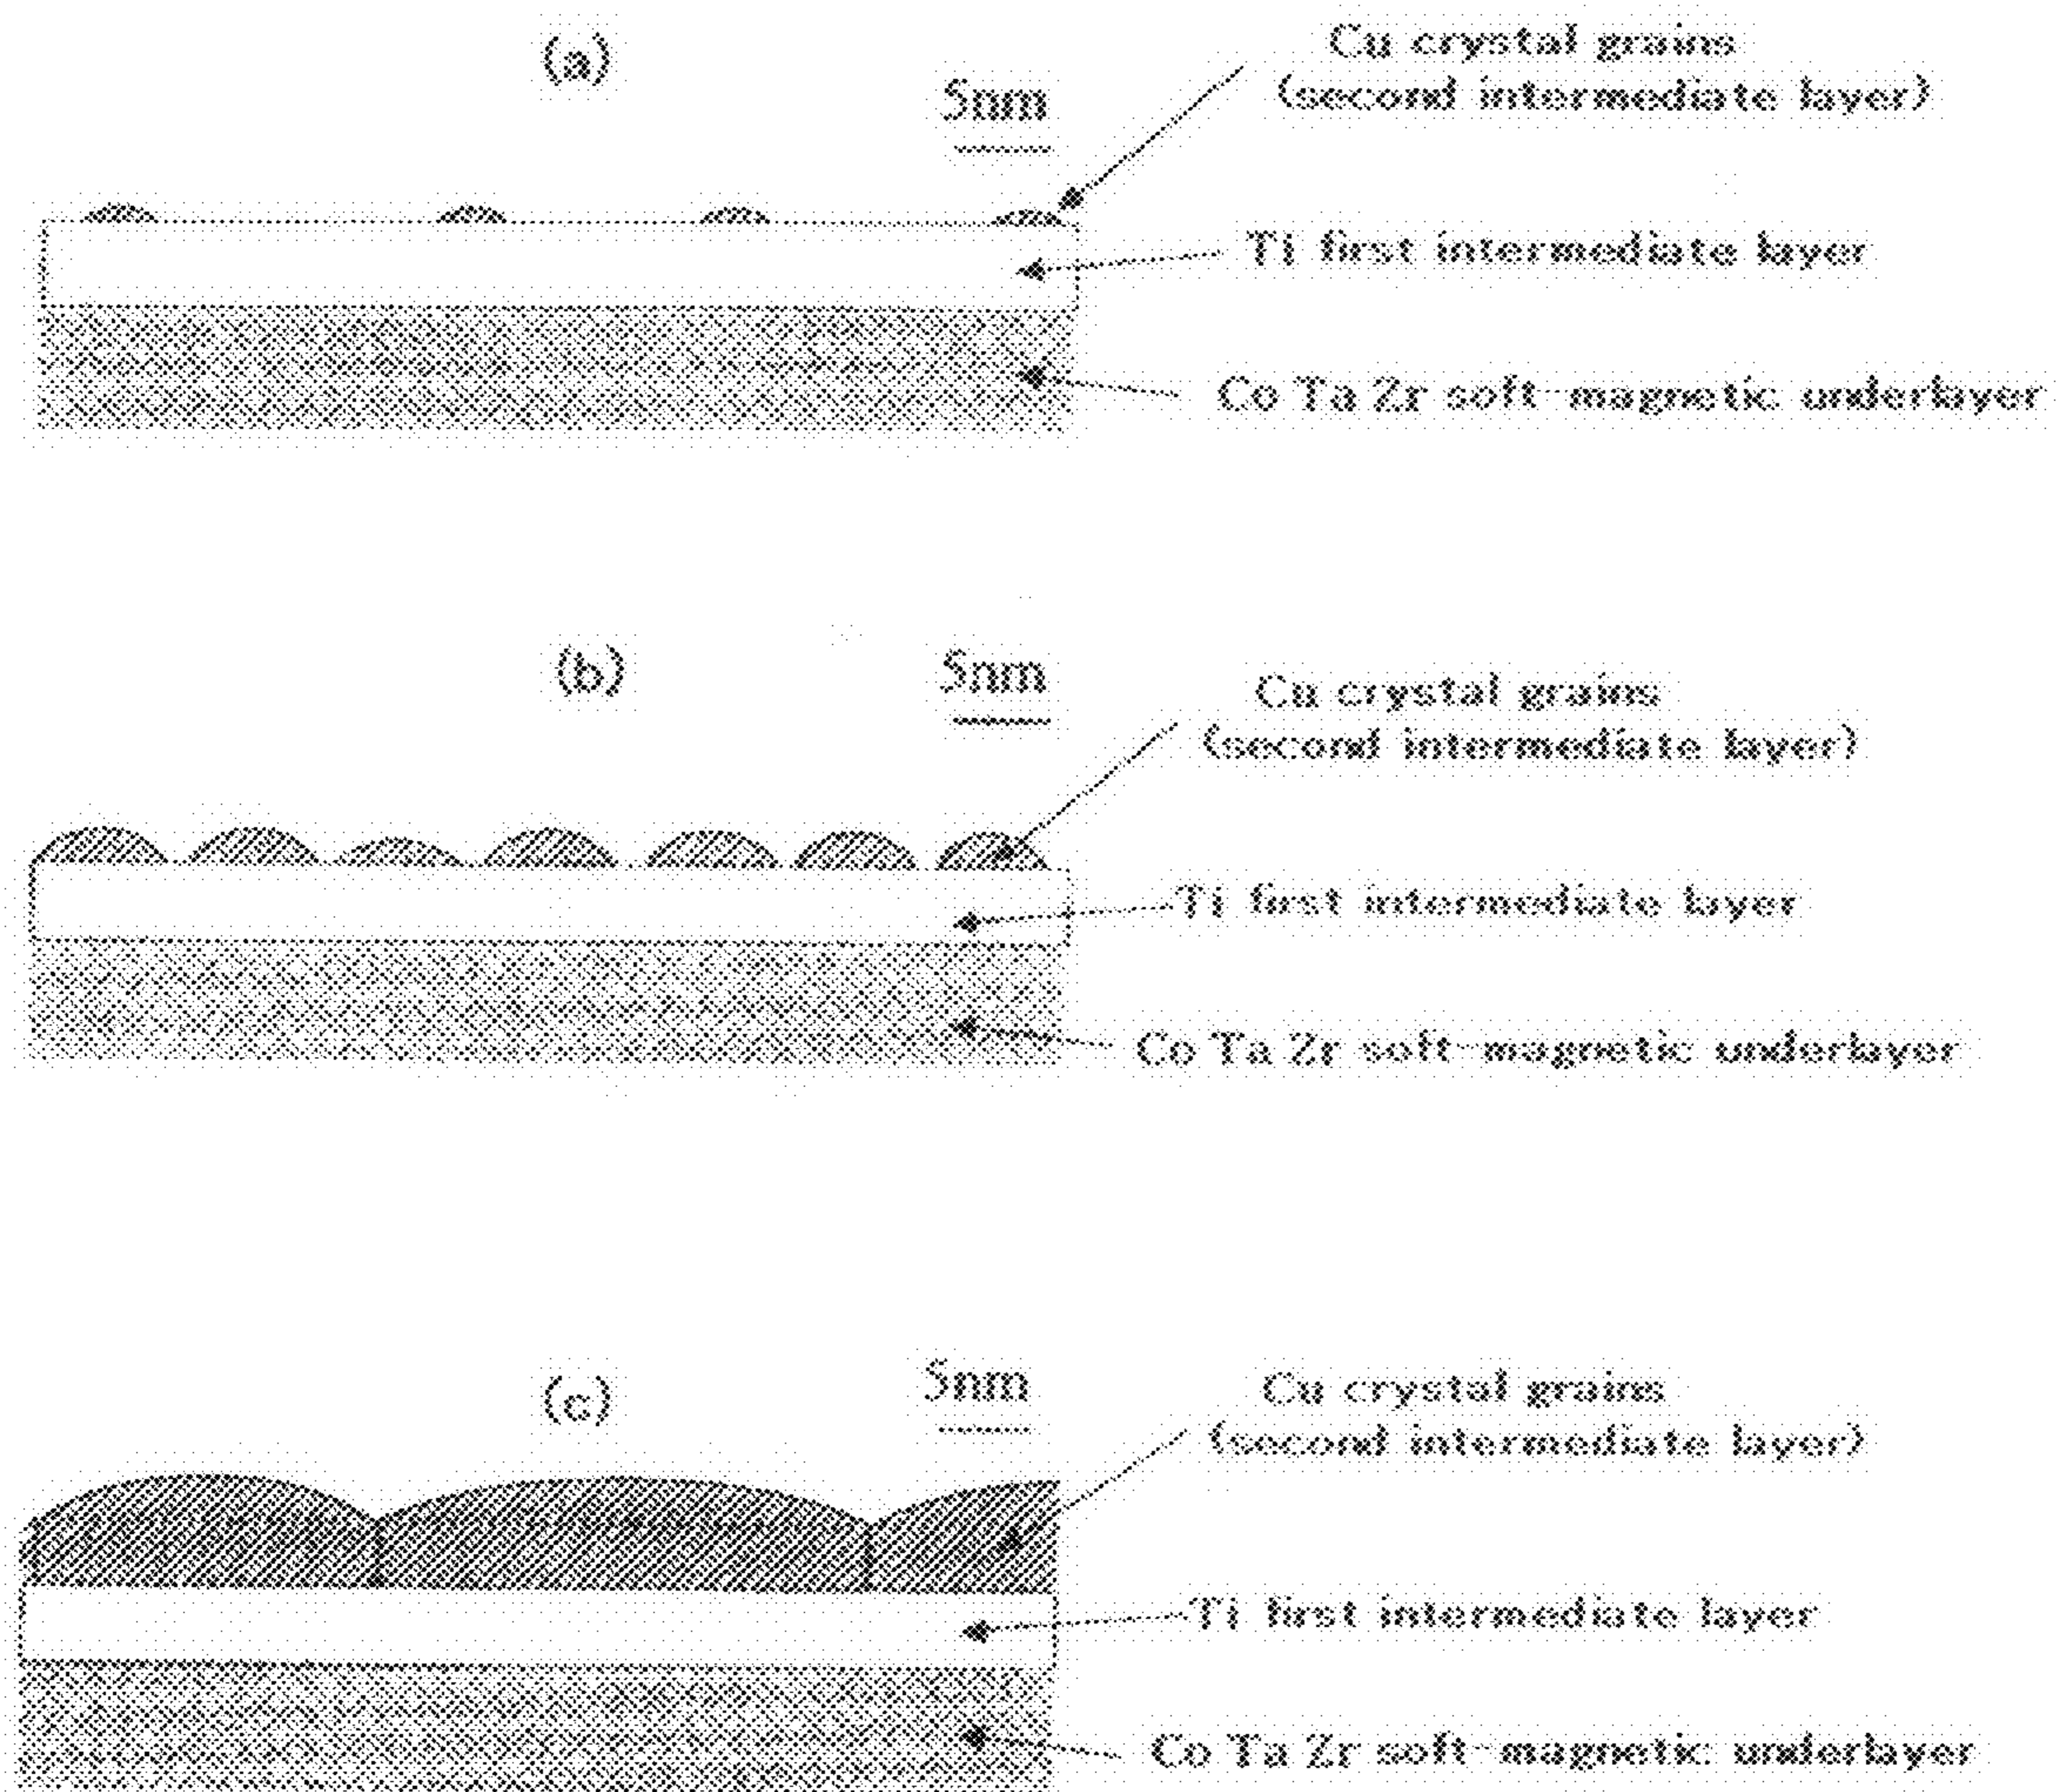 (a)
5nm
Cu crystal grains
(second intermediate layer)
Ti first intermediate layer
Co Ta Zr soft-magnetic underlayer
(b)
5nm
Cu crystal grains
(second intermediate layer)
Ti first intermediate layer
Co Ta Zr soft-magnetic underlayer
(c)
5nm
Cu crystal grains
(second intermediate layer)
Ti first intermediate layer
Co Ta Zr soft-magnetic underlayer